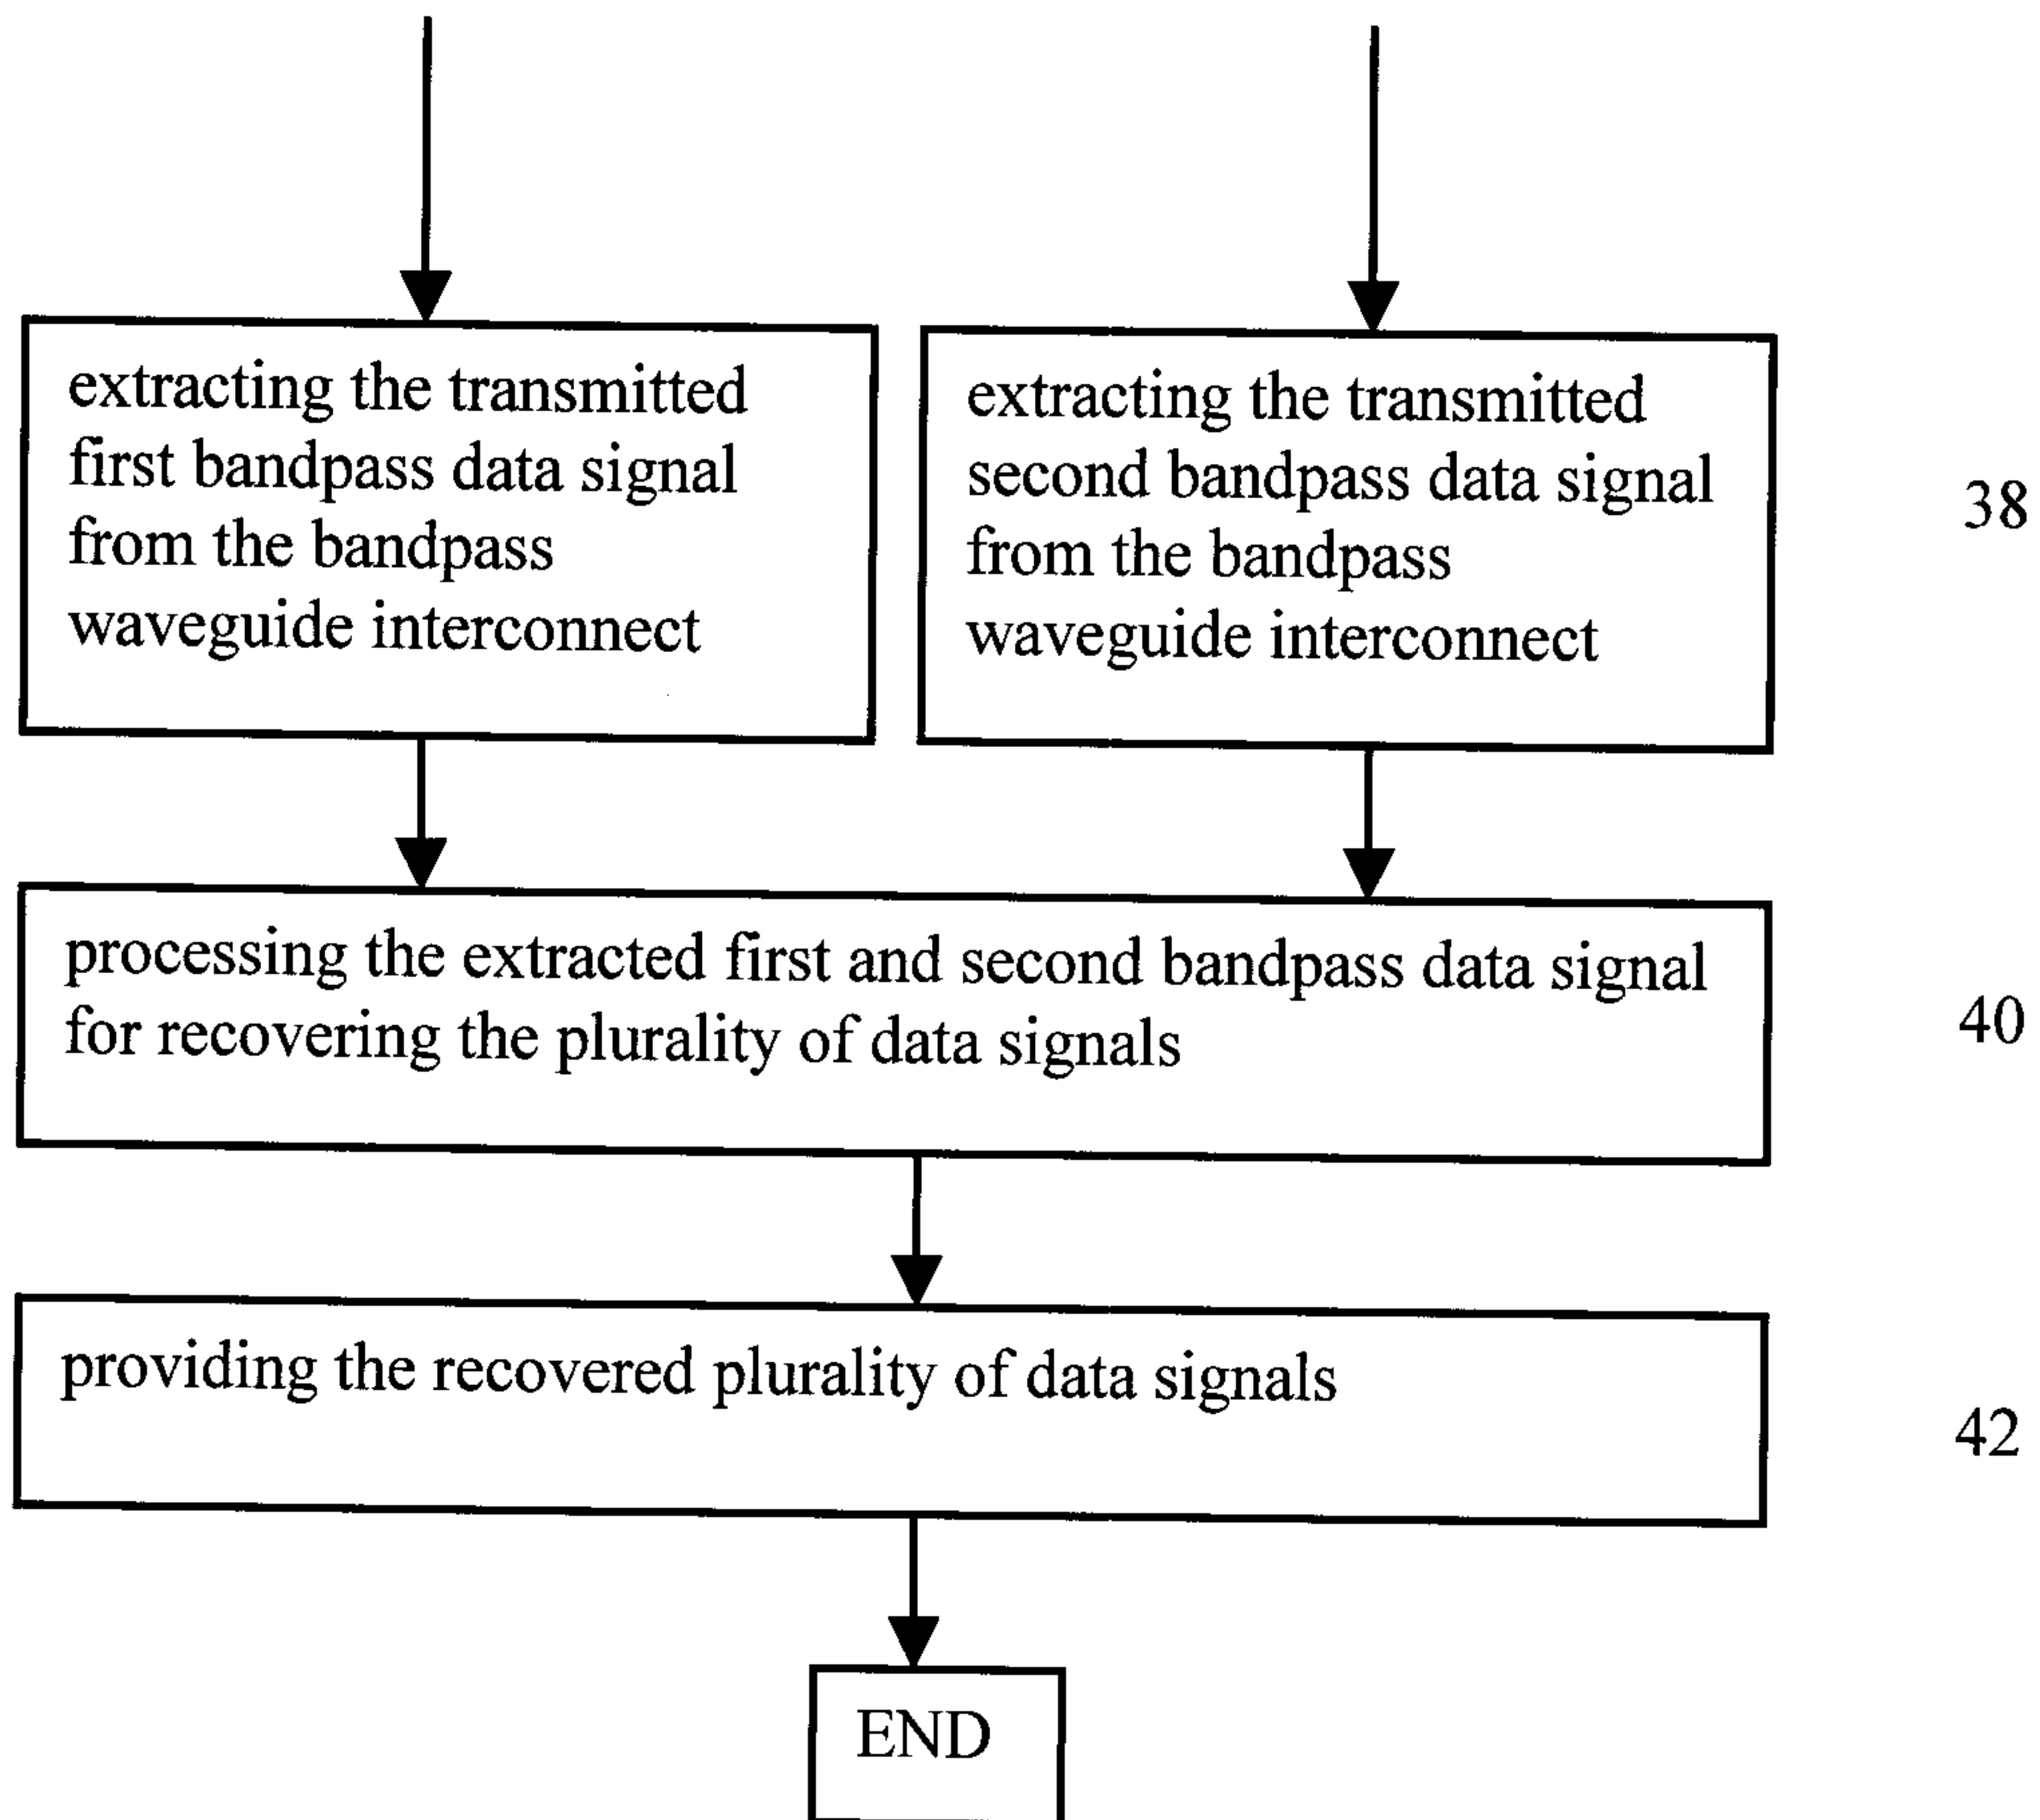 extracting the transmitted
first bandpass data signal
from the bandpass
waveguide interconnect
extracting the transmitted
second bandpass data signal
from the bandpass
waveguide interconnect
38
processing the extracted first and second bandpass data signal
for recovering the plurality of data signals
40
providing the recovered plurality of data signals
42
END